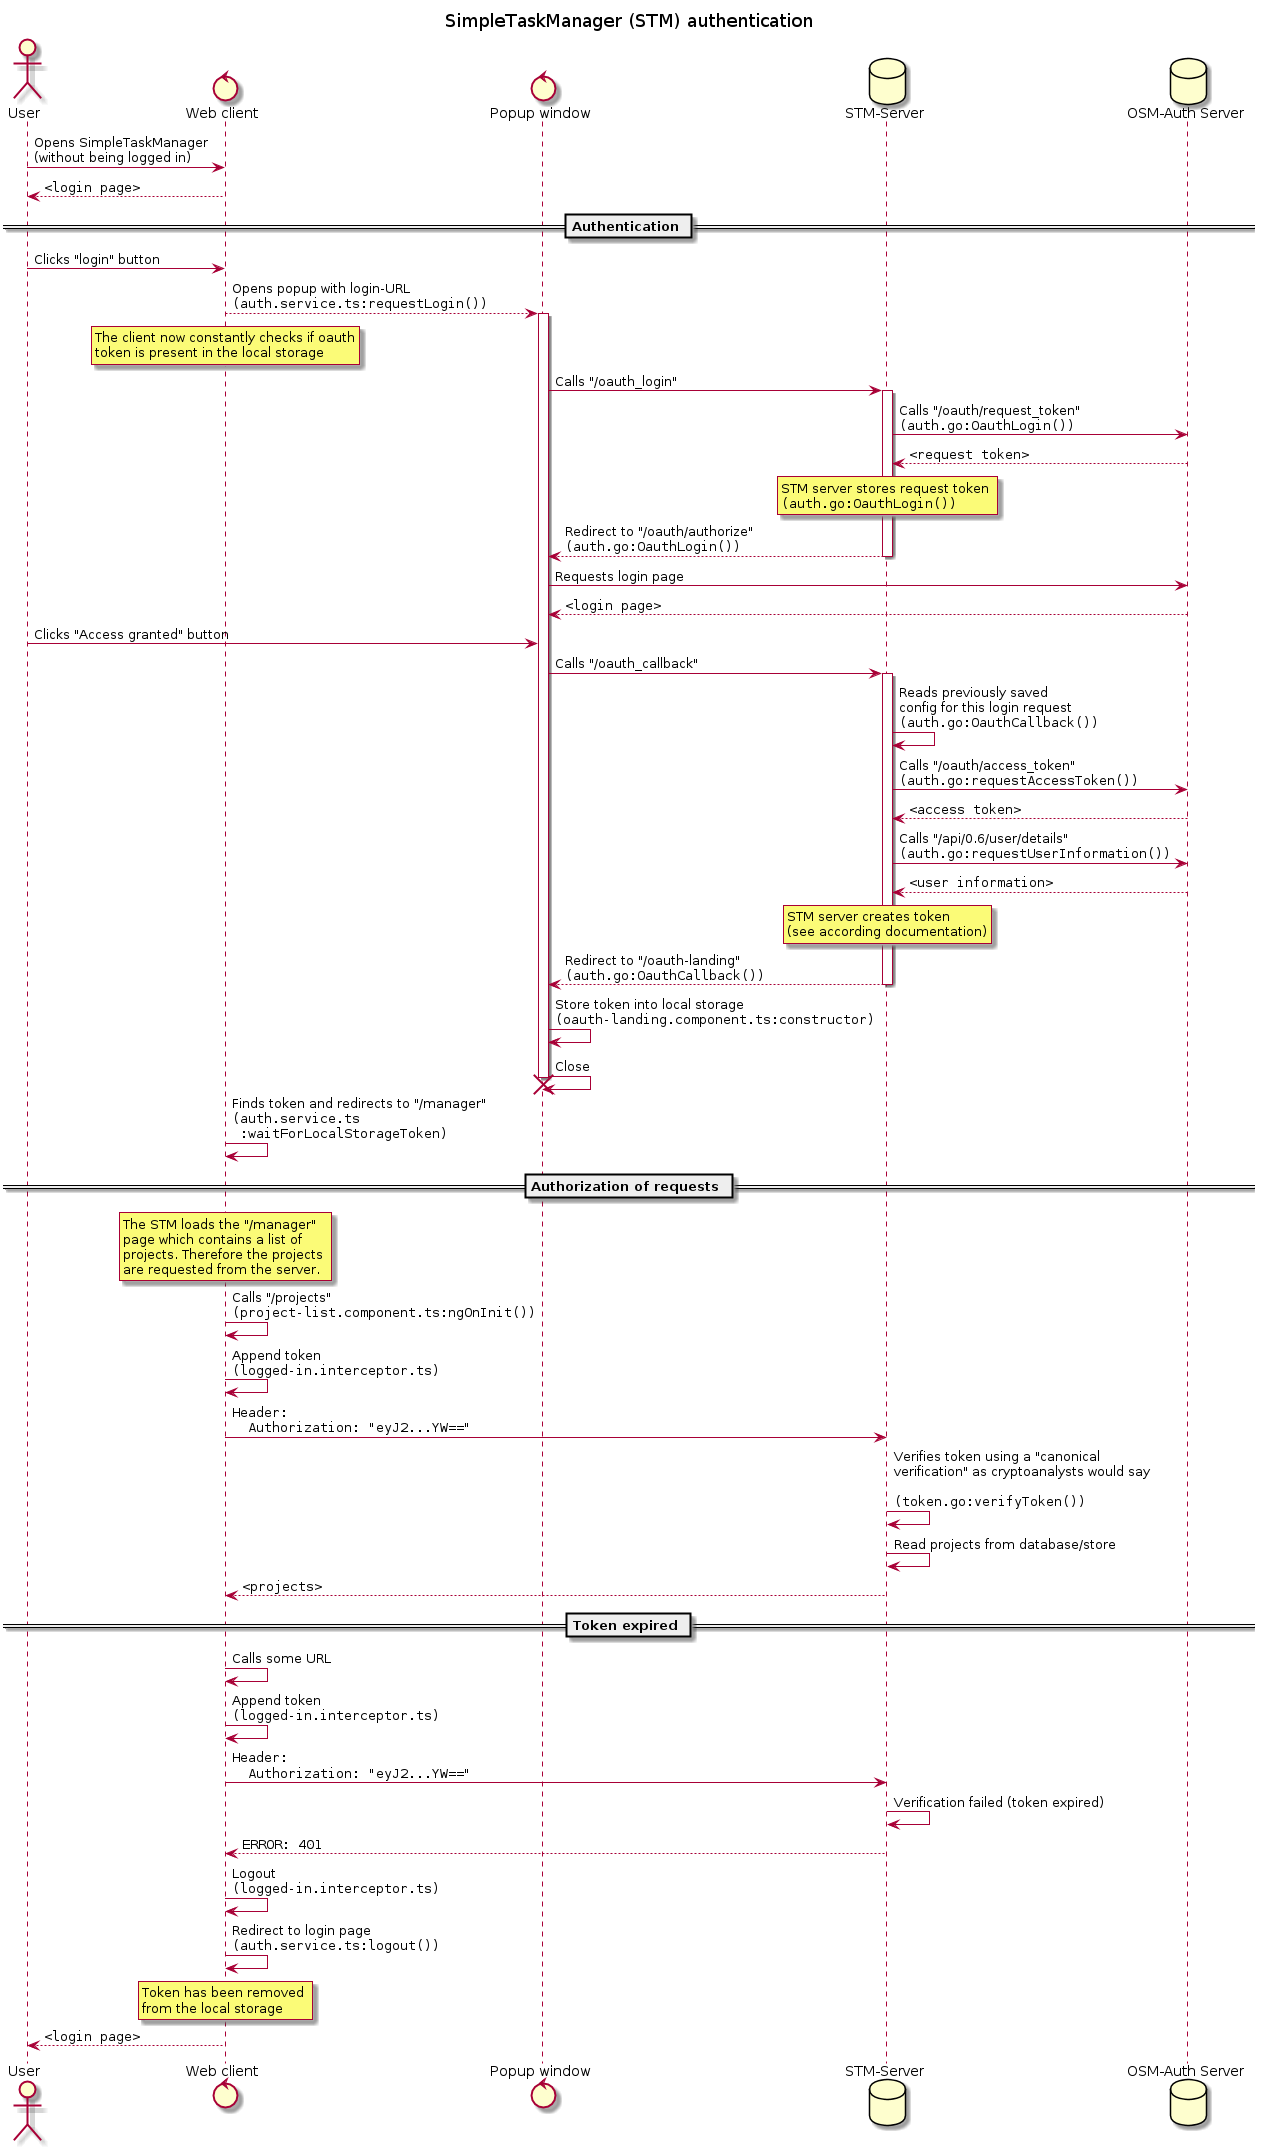 SimpleTaskManager (STM) authentication
User
Web client
Popup window
STM-Server
OSM-Auth Server
Opens SimpleTaskManager
(without being logged in)
<login page>
Authentication
Clicks "login" button
Opens popup with login-URL
(auth.service.ts:requestLogin())
The client now constantly checks if oauth
token is present in the local storage
Calls "/oauth_login"
Calls "/oauth/request_token"
(auth.go:OauthLogin())
<request token>
STM server stores request token
(auth.go:OauthLogin())
Redirect to "/oauth/authorize"
(auth.go:OauthLogin())
Requests login page
<login page>
Clicks "Access granted" button
Calls "/oauth_callback"
Reads previously saved
config for this login request
(auth.go:OauthCallback())
Calls "/oauth/access_token"
(auth.go:requestAccessToken())
<access token>
Calls "/api/0.6/user/details"
(auth.go:requestUserInformation())
<user information>
STM server creates token
(see according documentation)
Redirect to "/oauth-landing"
(auth.go:OauthCallback())
Store token into local storage
(oauth-landing.component.ts:constructor)
Close
Finds token and redirects to "/manager"
(auth.service.ts
:waitForLocalStorageToken)
Authorization of requests
The STM loads the "/manager"
page which contains a list of
projects. Therefore the projects
are requested from the server.
Calls "/projects"
(project-list.component.ts:ngOnInit())
Append token
(logged-in.interceptor.ts)
Header:
Authorization: "eyJ2...YW=="
Verifies token using a "canonical
verification" as cryptoanalysts would say
(token.go:verifyToken())
Read projects from database/store
<projects>
Token expired
Calls some URL
Append token
(logged-in.interceptor.ts)
Header:
Authorization: "eyJ2...YW=="
Verification failed (token expired)
ERROR: 401
Logout
(logged-in.interceptor.ts)
Redirect to login page
(auth.service.ts:logout())
Token has been removed
from the local storage
<login page>
User
Web client
Popup window
STM-Server
OSM-Auth Server